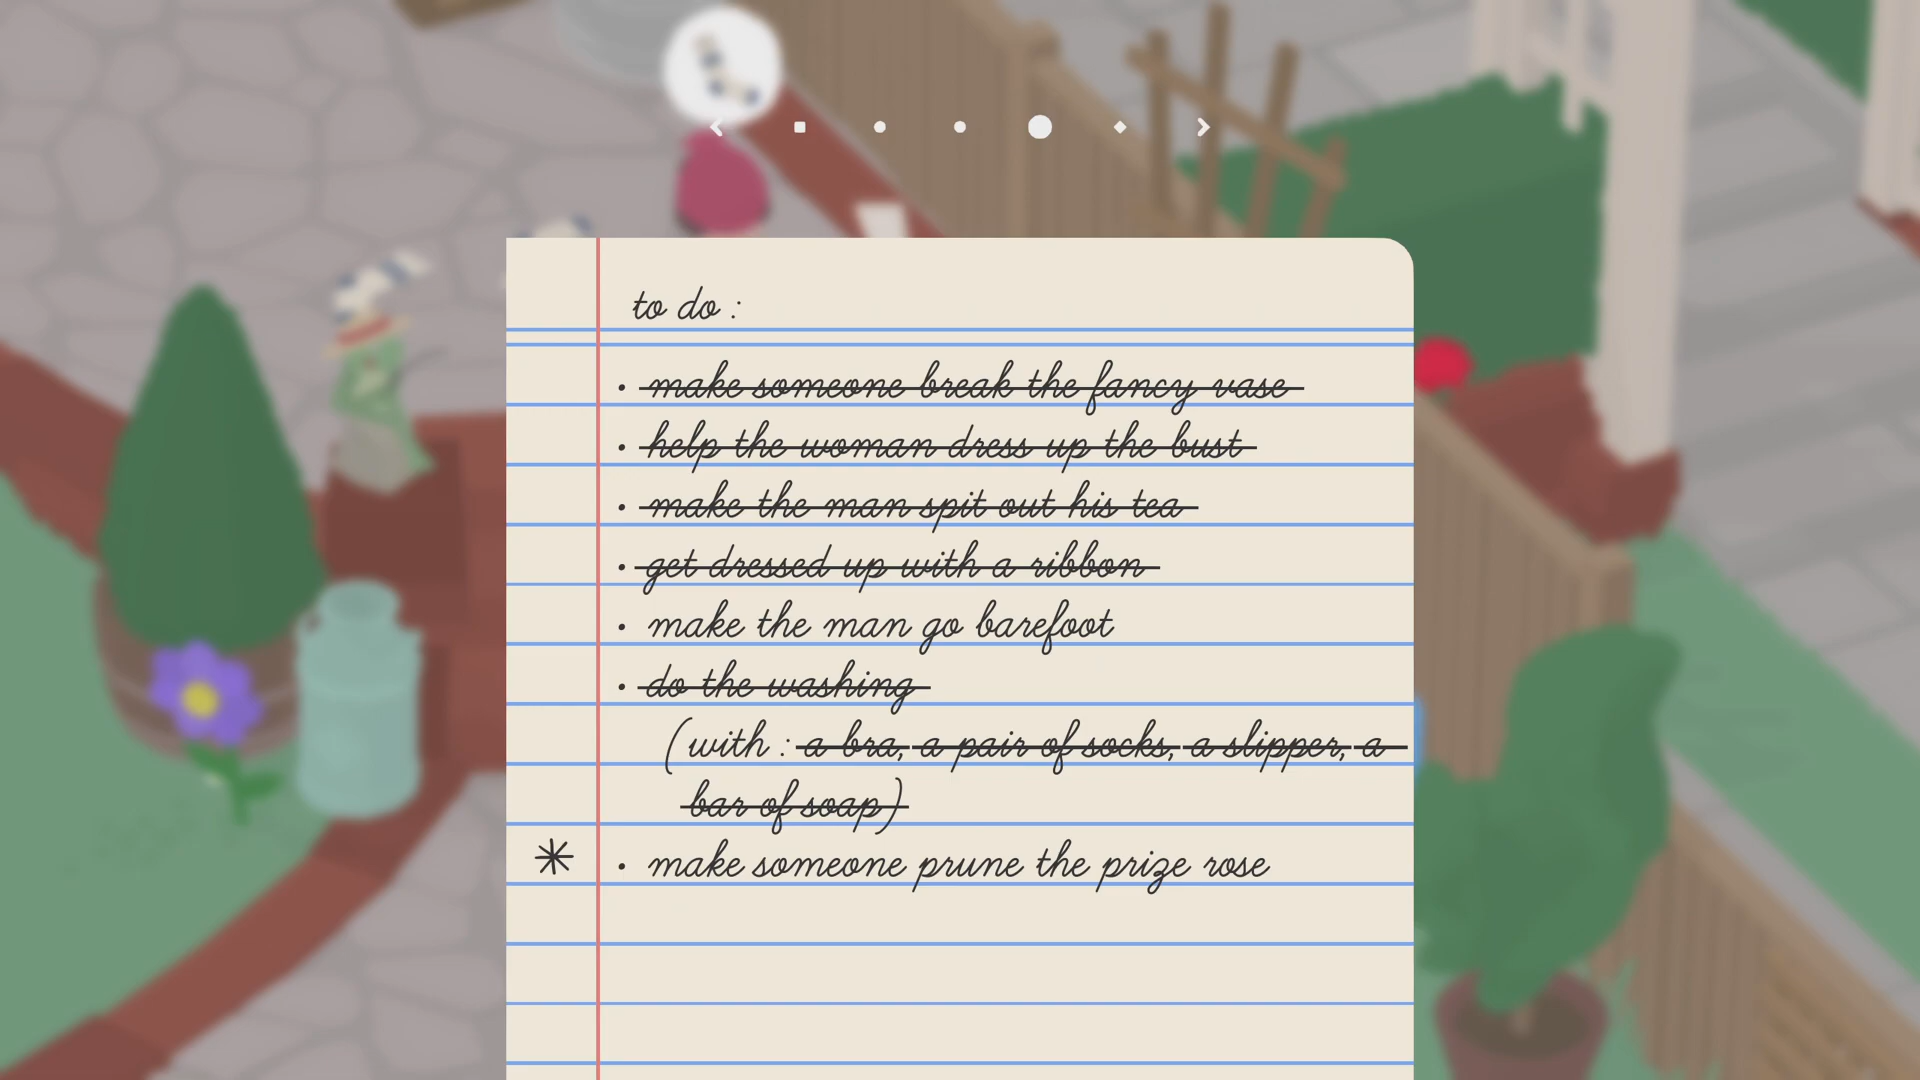 to do :
• make someone break the fancy vase
• help the woman dress up the bust
• make the man spit out his tea
• get dressed up with a ribbon
• make the man go barefoot
• do the washing
(with : a bra, a pair of socks, a slipper, a
bar of soap)
* • make someone prune the prize rose